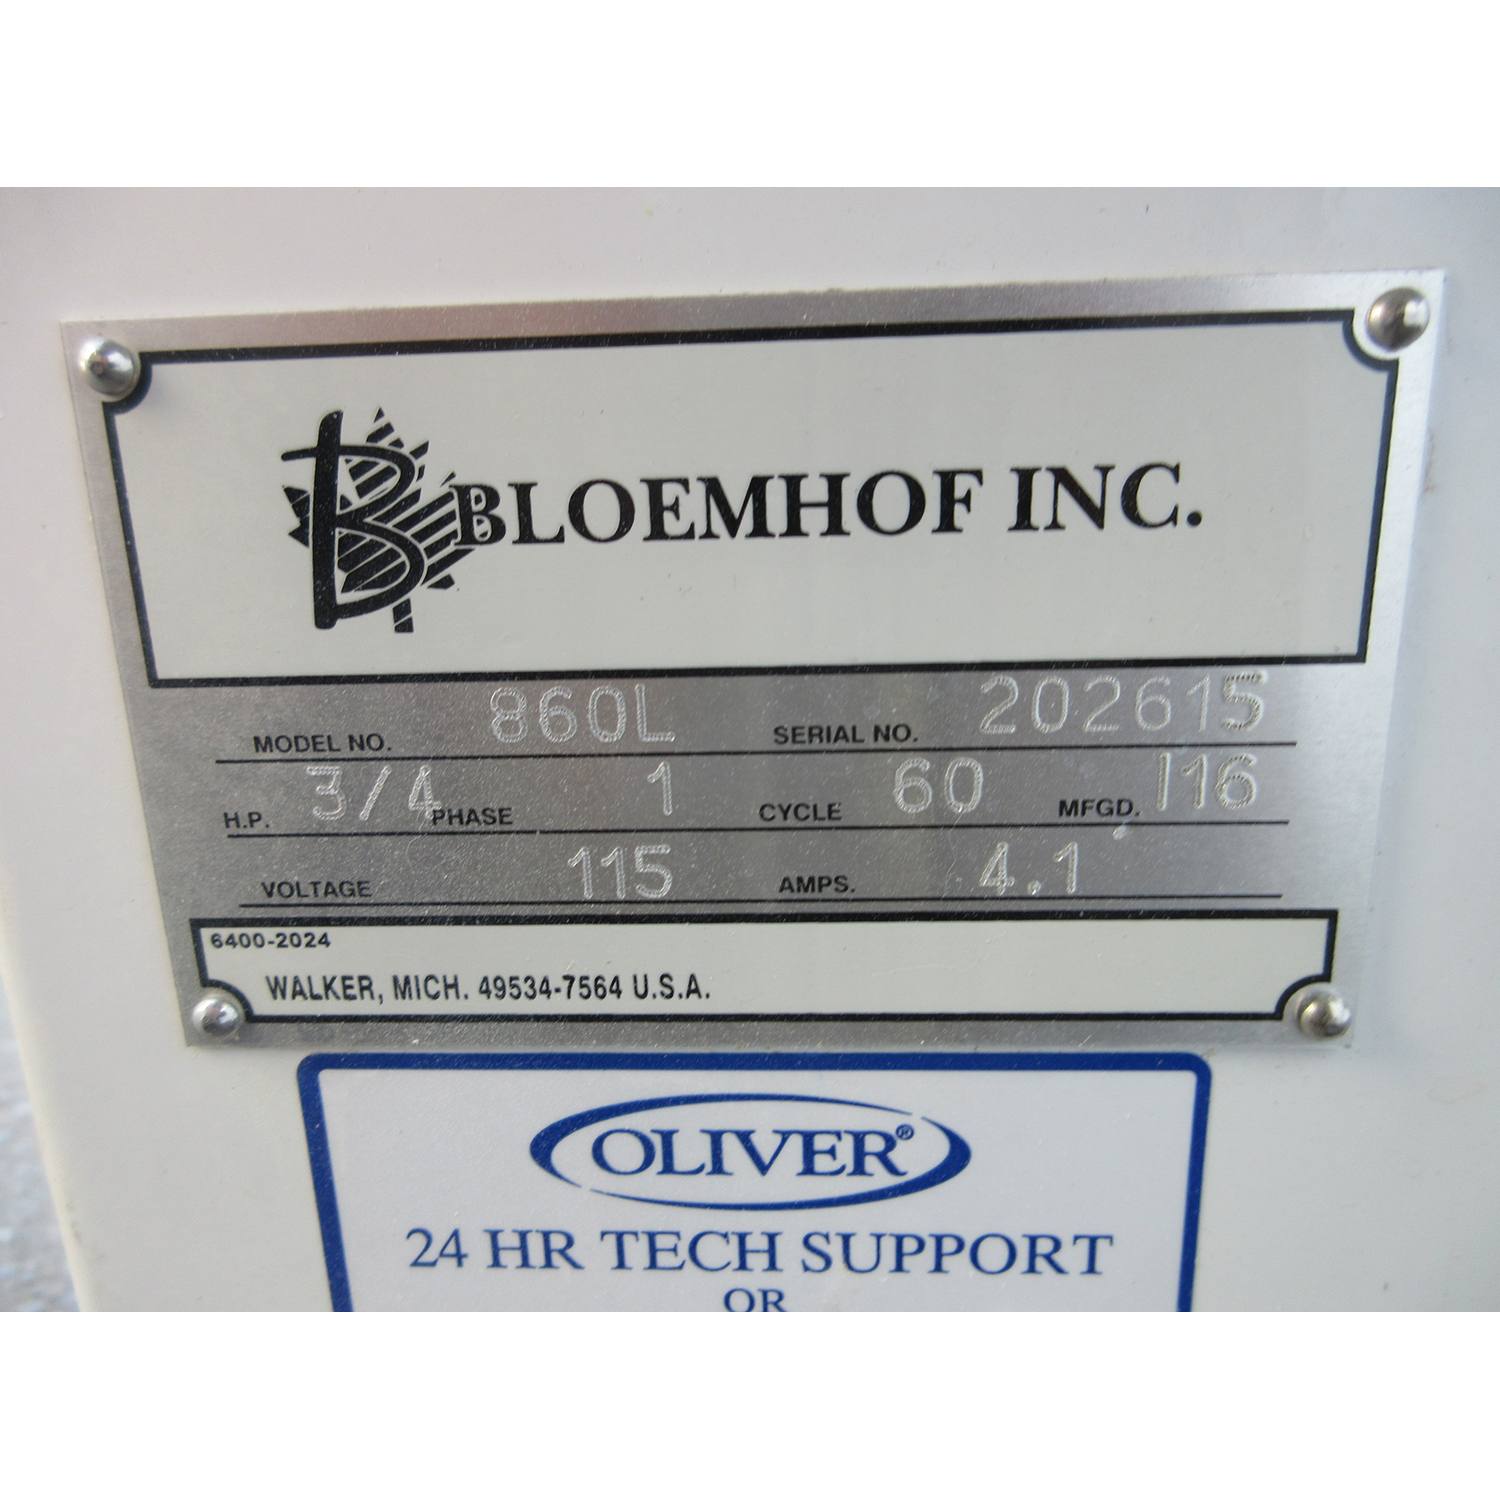 B BLOEMHOF INC.
MODEL NO. 860L SERIAL NO. 202615
H.P. 3/4 PHASE 1 CYCLE 60 MFGD. I16
VOLTAGE 115 AMPS. 4.1
6400-2024
WALKER, MICH. 49534-7564 U.S.A.
OLIVER®
24 HR TECH SUPPORT
OR